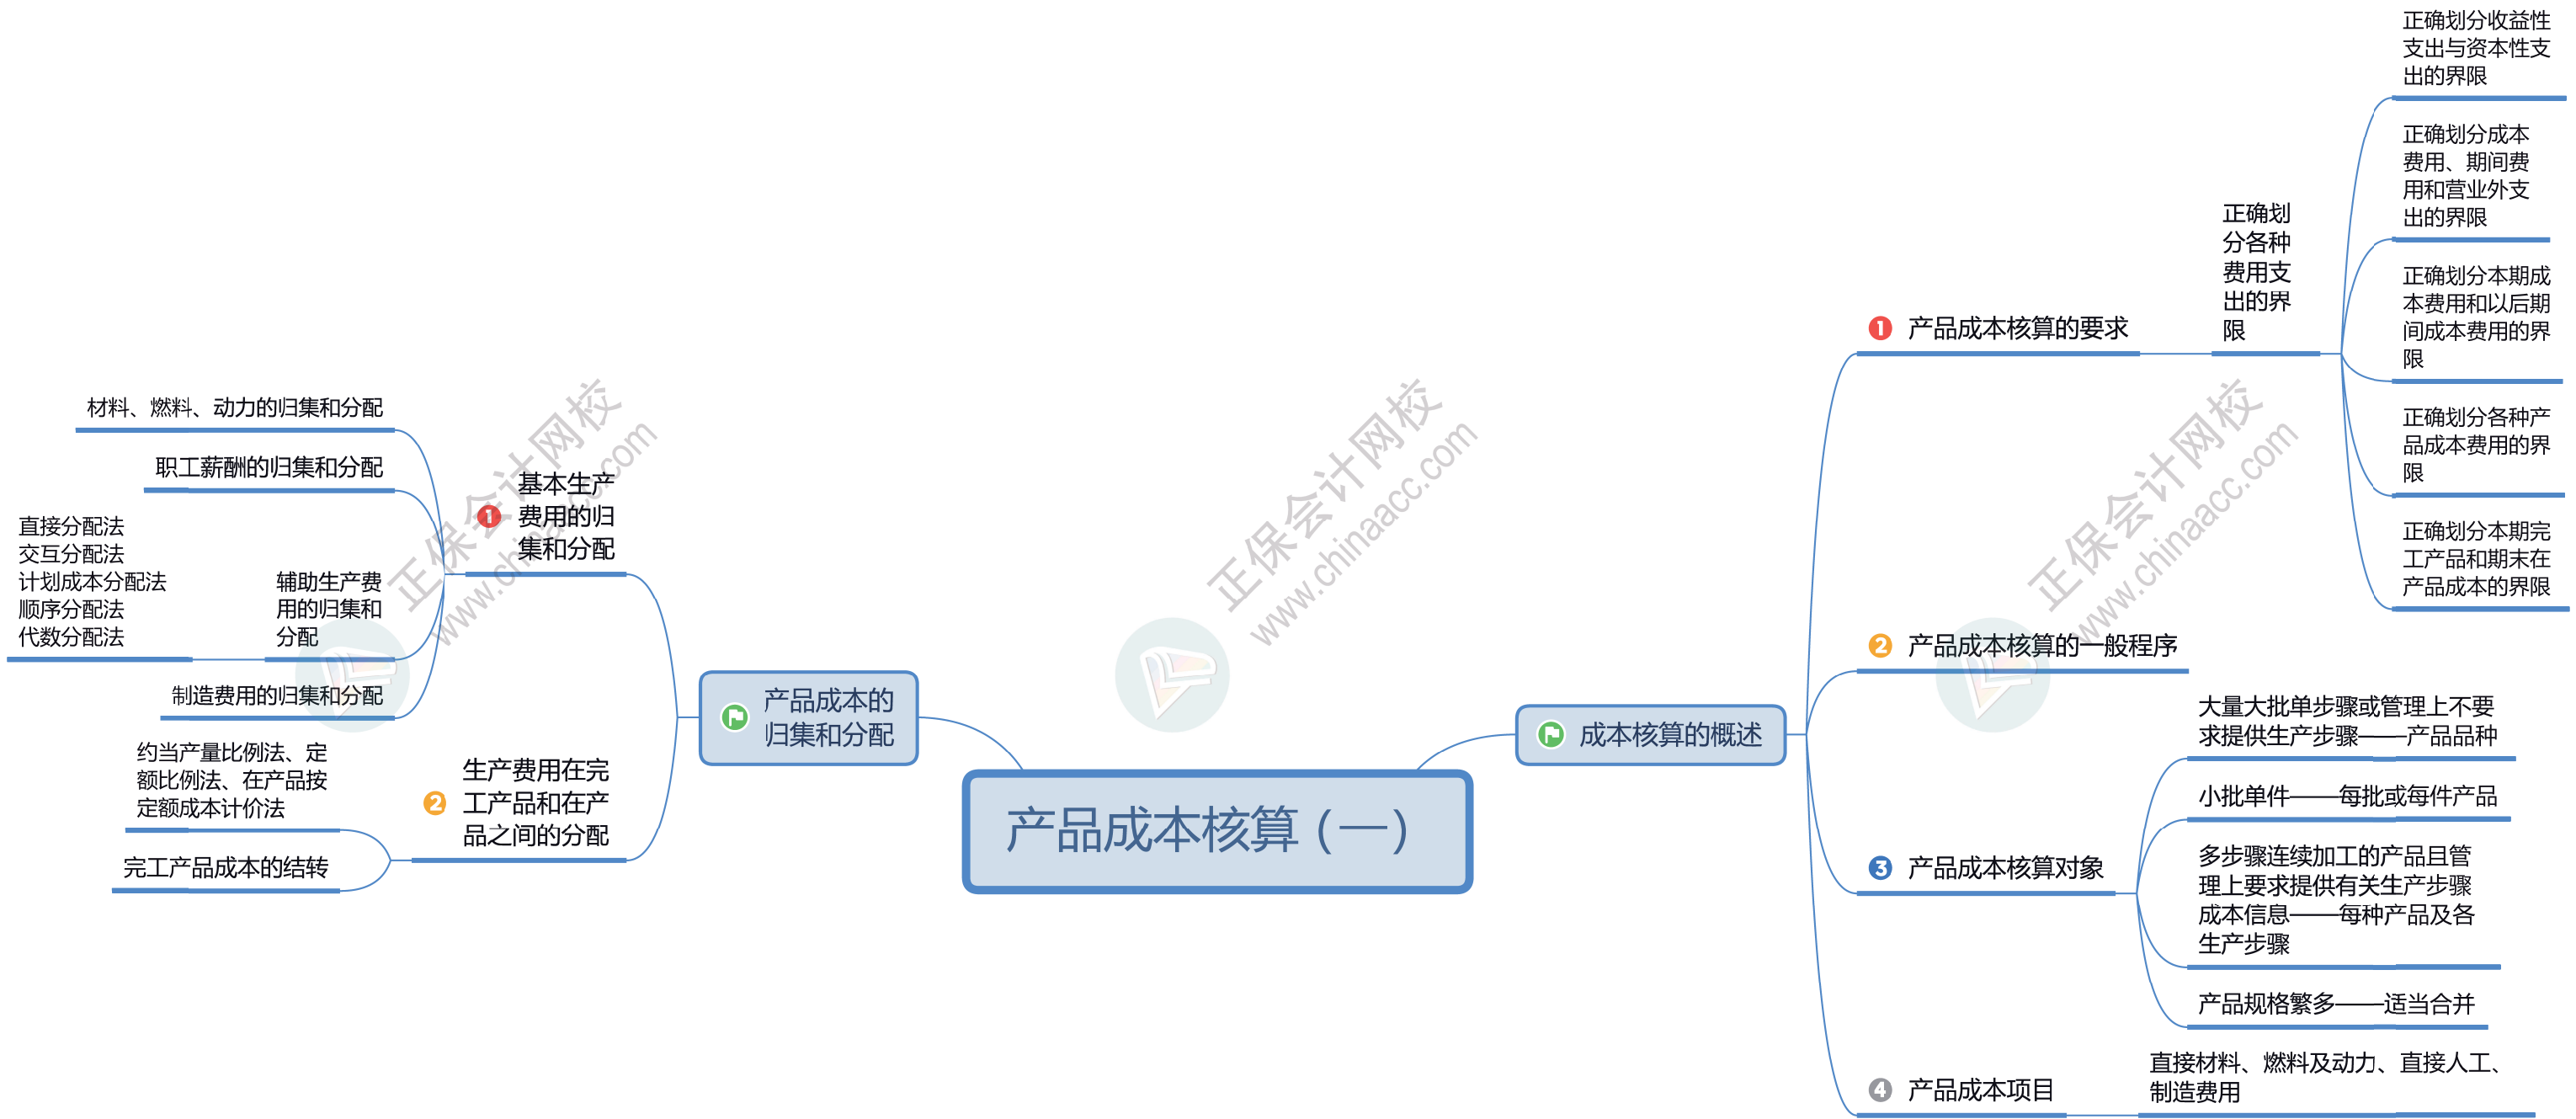 产品成本核算（一）
成本核算的概述
1 产品成本核算的要求
正确划
分各种
费用支
出的界
限
正确划分收益性
支出与资本性支
出的界限
正确划分成本
费用、期间费
用和营业外支
出的界限
正确划分本期成
本费用和以后期
间成本费用的界
限
正确划分各种产
品成本费用的界
限
正确划分本期完
工产品和期末在
产品成本的界限
2 产品成本核算的一般程序
3 产品成本核算对象
大量大批单步骤或管理上不要
求提供生产步骤——产品品种
小批单件——每批或每件产品
多步骤连续加工的产品且管
理上要求提供有关生产步骤
成本信息——每种产品及各
生产步骤
产品规格繁多——适当合并
4 产品成本项目
直接材料、燃料及动力、直接人工、
制造费用
产品成本的
归集和分配
1 基本生产
费用的归
集和分配
材料、燃料、动力的归集和分配
职工薪酬的归集和分配
辅助生产费
用的归集和
分配
直接分配法
交互分配法
计划成本分配法
顺序分配法
代数分配法
制造费用的归集和分配
2 生产费用在完
工产品和在产
品之间的分配
约当产量比例法、定
额比例法、在产品按
定额成本计价法
完工产品成本的结转
正保会计网校
www.chinaacc.com
正保会计网校
www.chinaacc.com
正保会计网校
www.chinaacc.com